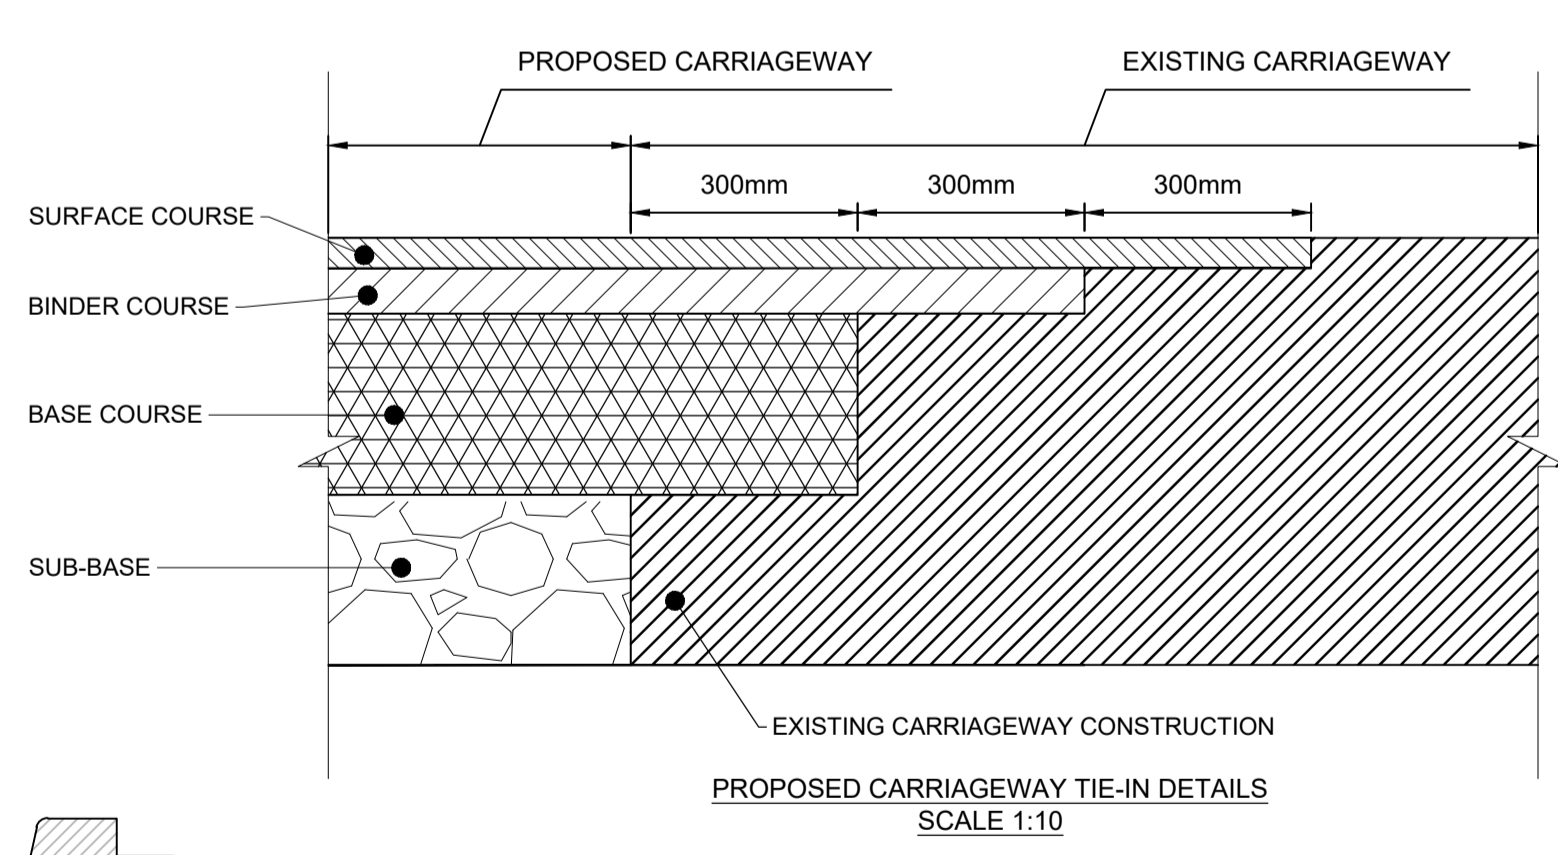 PROPOSED CARRIAGEWAY
EXISTING CARRIAGEWAY
300mm
300mm
300mm
SURFACE COURSE
BINDER COURSE
BASE COURSE
SUB-BASE
EXISTING CARRIAGEWAY CONSTRUCTION
PROPOSED CARRIAGEWAY TIE-IN DETAILS
SCALE 1:10